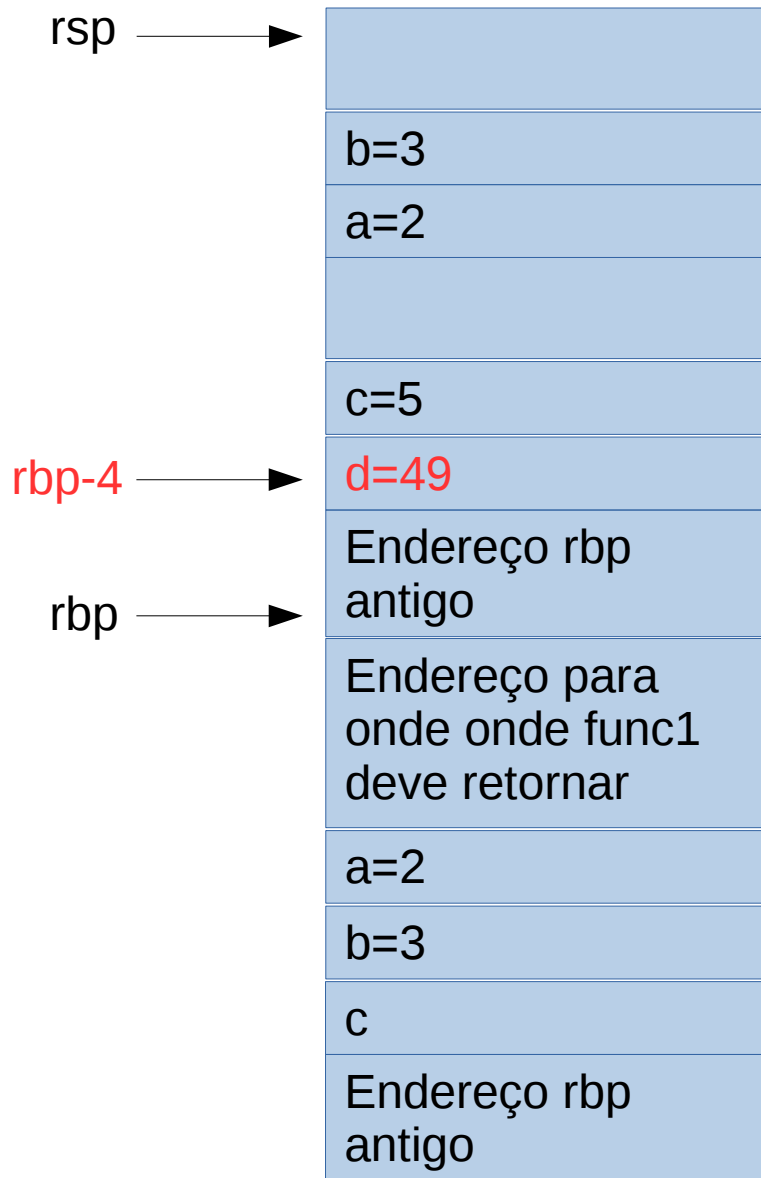 rsp
b=3
a=2
c=5
rbp-4
d=49
Endereço rbp
antigo
rbp
Endereço para
onde onde func1
deve retornar
a=2
b=3
c
Endereço rbp
antigo